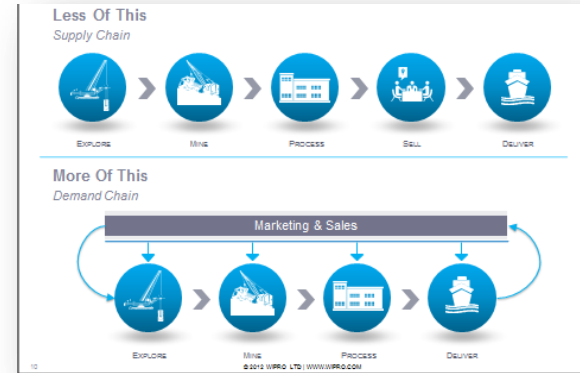 Less Of This
Supply Chain
EXPLORE MINE PROCESS SELL DELIVER
More Of This
Demand Chain
Marketing & Sales
EXPLORE MINE PROCESS DELIVER
10 © 2012 WIPRO LTD | WWW.WIPRO.COM